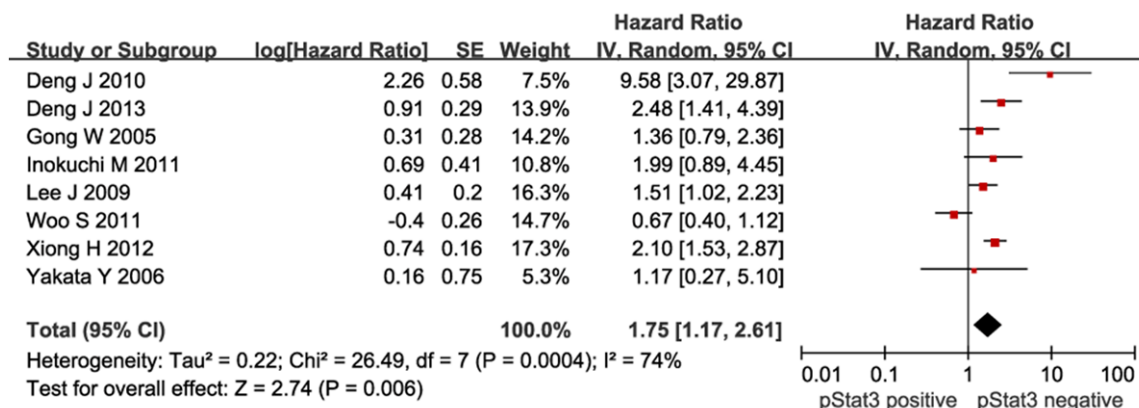 Hazard Ratio Hazard Ratio
Study or Subgroup log[Hazard Ratio] SE Weight IV, Random, 95% CI IV, Random, 95% CI
Deng J 2010 2.26 0.58 7.5% 9.58 [3.07, 29.87]
Deng J 2013 0.91 0.29 13.9% 2.48 [1.41, 4.39]
Gong W 2005 0.31 0.28 14.2% 1.36 [0.79, 2.36]
Inokuchi M 2011 0.69 0.41 10.8% 1.99 [0.89, 4.45]
Lee J 2009 0.41 0.2 16.3% 1.51 [1.02, 2.23]
Woo S 2011 -0.4 0.26 14.7% 0.67 [0.40, 1.12]
Xiong H 2012 0.74 0.16 17.3% 2.10 [1.53, 2.87]
Yakata Y 2006 0.16 0.75 5.3% 1.17 [0.27, 5.10]
Total (95% CI) 100.0% 1.75 [1.17, 2.61]
Heterogeneity: Tau² = 0.22; Chi² = 26.49, df = 7 (P = 0.0004); I² = 74%
Test for overall effect: Z = 2.74 (P = 0.006)
0.01 0.1 1 10 100
pStat3 positive pStat3 negative